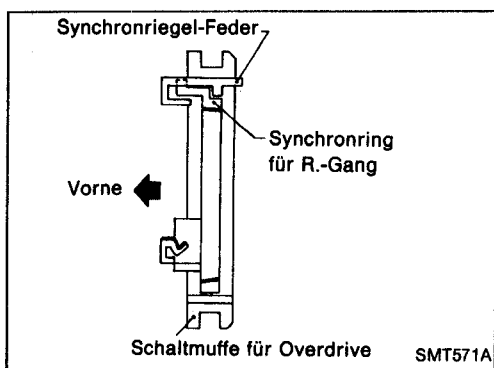 Synchronriegel-Feder
Synchronring
für R.-Gang
Vorne
Schaltmuffe für Overdrive
SMT571A